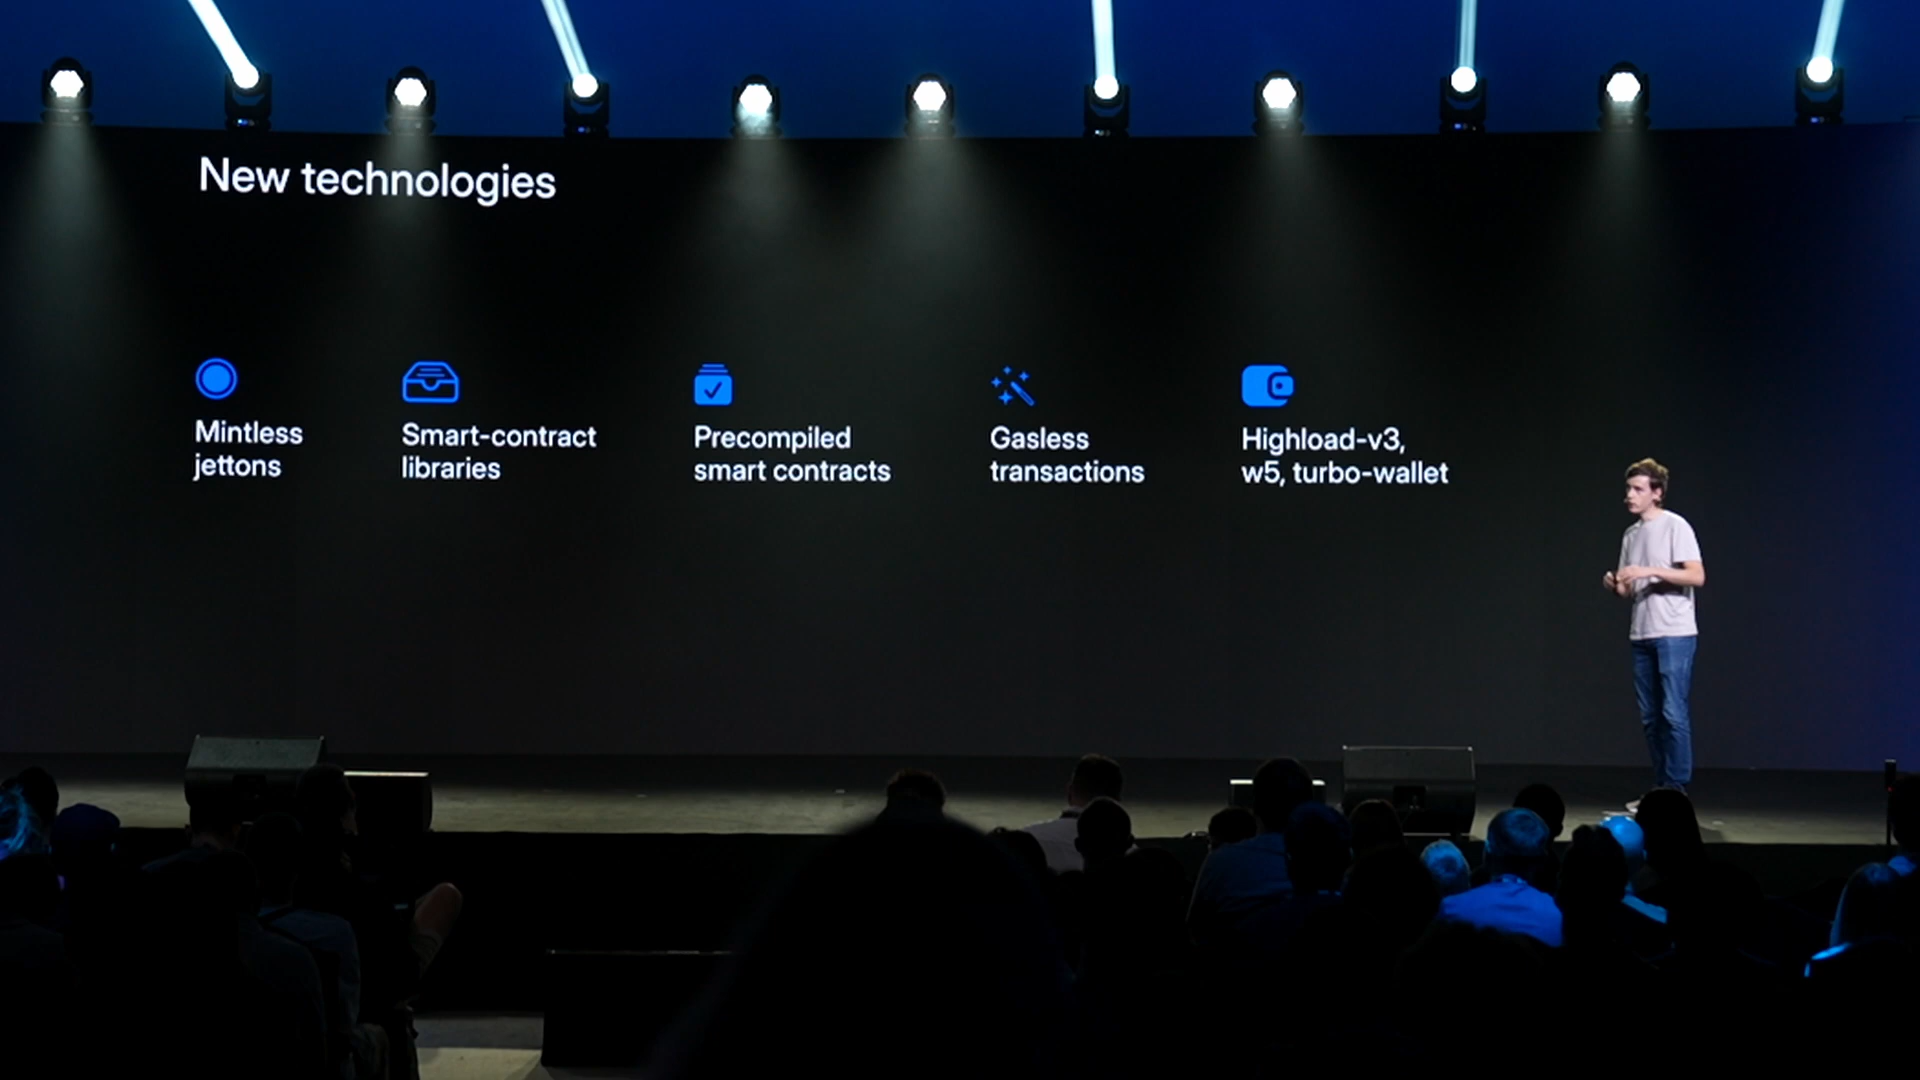 New technologies
Mintless
jettons
Smart-contract
libraries
Precompiled
smart contracts
Gasless
transactions
Highload-v3,
w5, turbo-wallet